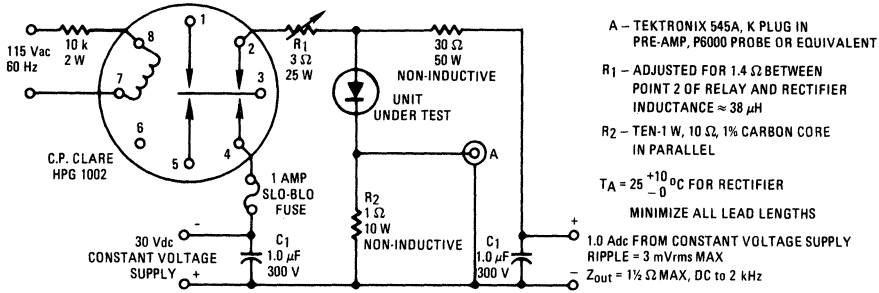 115 Vac
60 Hz
10 k
2 W
8
7
6
5
1
2
3
4
C.P. CLARE
HPG 1002
1 AMP
SLO-BLO
FUSE
–
30 Vdc
CONSTANT VOLTAGE
SUPPLY
+
C1
1.0 µF
300 V
R1
3 Ω
25 W
30 Ω
50 W
NON-INDUCTIVE
UNIT
UNDER TEST
A
R2
1 Ω
10 W
NON-INDUCTIVE
C1
1.0 µF
300 V
A – TEKTRONIX 545A, K PLUG IN
PRE-AMP, P6000 PROBE OR EQUIVALENT
R1 – ADJUSTED FOR 1.4 Ω BETWEEN
POINT 2 OF RELAY AND RECTIFIER
INDUCTANCE ≈ 38 µH
R2 – TEN-1 W, 10 Ω, 1% CARBON CORE
IN PARALLEL
TA = 25 +10 –0 °C FOR RECTIFIER
MINIMIZE ALL LEAD LENGTHS
+
1.0 Adc FROM CONSTANT VOLTAGE SUPPLY
RIPPLE = 3 mVrms MAX
–
Zout = 1½ Ω MAX, DC to 2 kHz